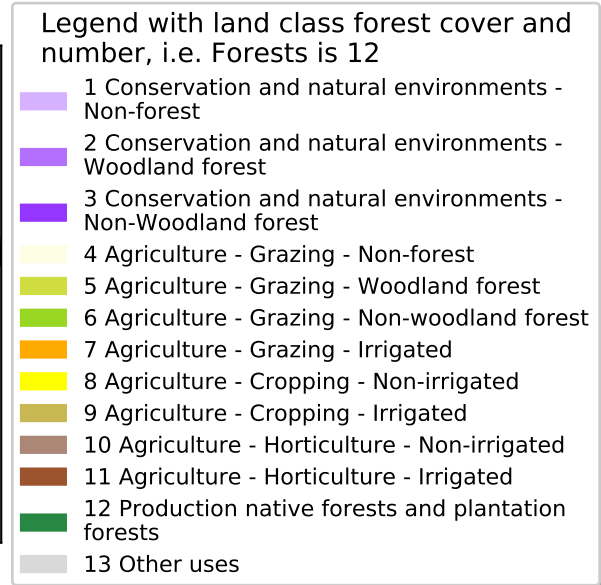 Legend with land class forest cover and
number, i.e. Forests is 12
1 Conservation and natural environments -
Non-forest
2 Conservation and natural environments -
Woodland forest
3 Conservation and natural environments -
Non-Woodland forest
4 Agriculture - Grazing - Non-forest
5 Agriculture - Grazing - Woodland forest
6 Agriculture - Grazing - Non-woodland forest
7 Agriculture - Grazing - Irrigated
8 Agriculture - Cropping - Non-irrigated
9 Agriculture - Cropping - Irrigated
10 Agriculture - Horticulture - Non-irrigated
11 Agriculture - Horticulture - Irrigated
12 Production native forests and plantation
forests
13 Other uses